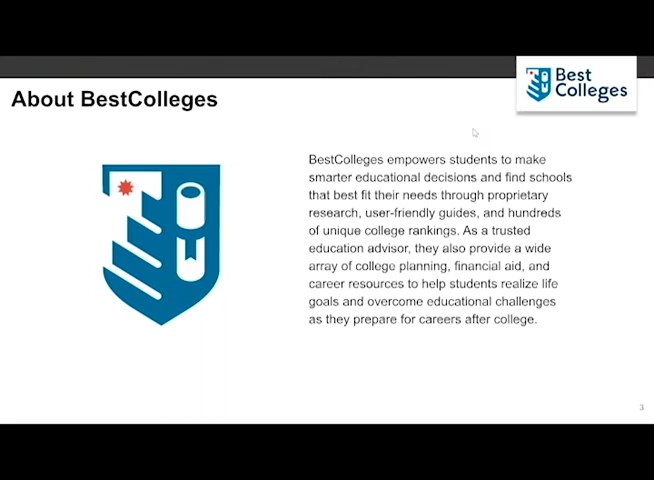 Best
Colleges
About BestColleges
BestColleges empowers students to make
smarter educational decisions and find schools
that best fit their needs through proprietary
research, user-friendly guides, and hundreds
of unique college rankings. As a trusted
education advisor, they also provide a wide
array of college planning, financial aid, and
career resources to help students realize life
goals and overcome educational challenges
as they prepare for careers after college.
3